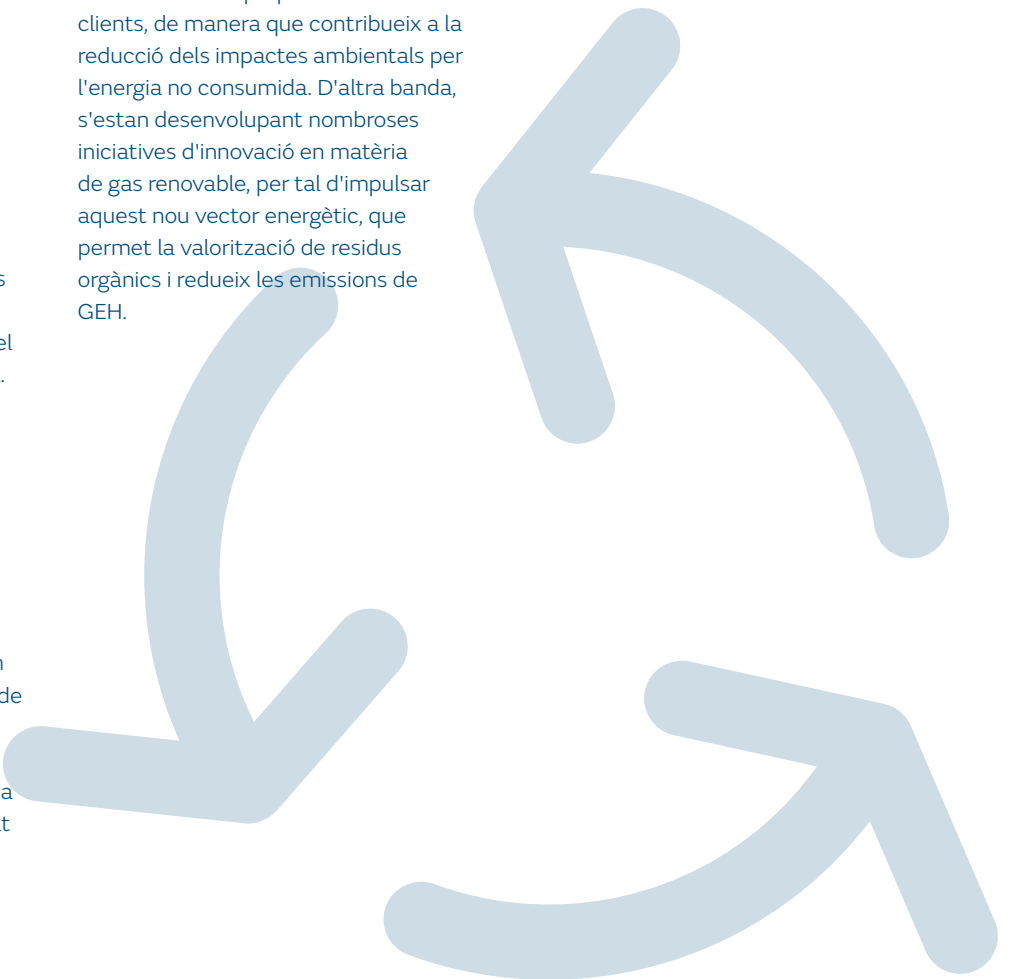 clients, de manera que contribueix a la
reducció dels impactes ambientals per
l'energia no consumida. D'altra banda,
s'estan desenvolupant nombroses
iniciatives d'innovació en matèria
de gas renovable, per tal d'impulsar
aquest nou vector energètic, que
permet la valorització de residus
orgànics i redueix les emissions de
GEH.
de